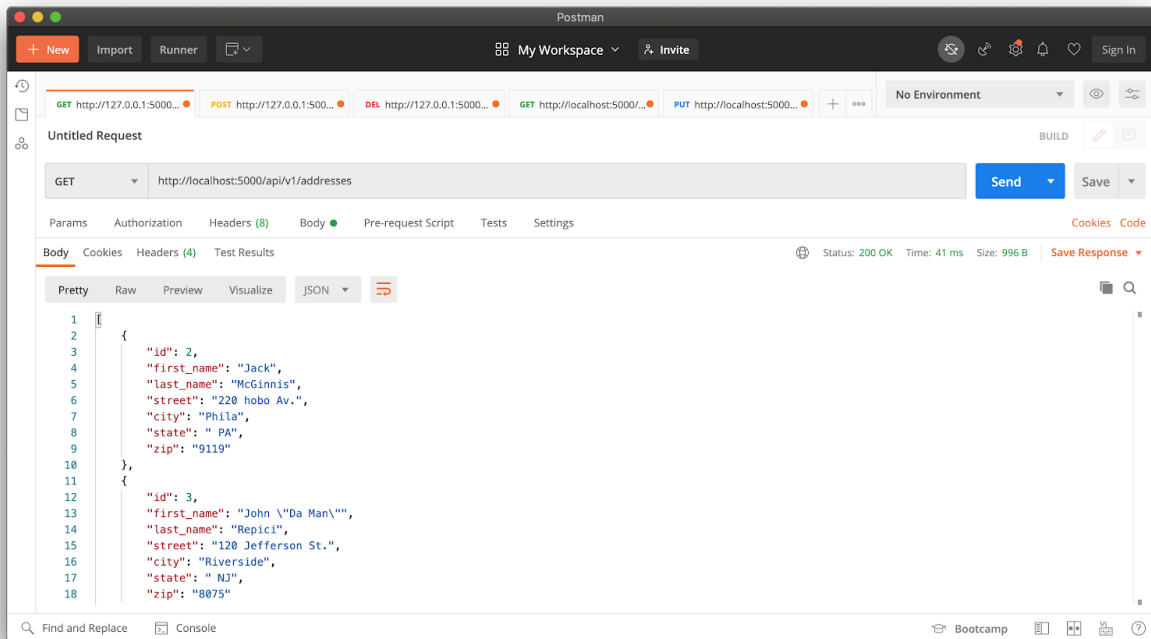 Postman
+ New Import Runner My Workspace Invite Sign In
GET http://127.0.0.1:5000... POST http://127.0.0.1:500... DEL http://127.0.0.1:5000... GET http://localhost:5000/... PUT http://localhost:5000... + ooo No Environment
Untitled Request BUILD
GET http://localhost:5000/api/v1/addresses Send Save
Params Authorization Headers (8) Body Pre-request Script Tests Settings Cookies Code
Body Cookies Headers (4) Test Results Status: 200 OK Time: 41 ms Size: 996 B Save Response
Pretty Raw Preview Visualize JSON
1 [
2 {
3 "id": 2,
4 "first_name": "Jack",
5 "last_name": "McGinnis",
6 "street": "220 hobo Av.",
7 "city": "Phila",
8 "state": " PA",
9 "zip": "9119"
10 },
11 {
12 "id": 3,
13 "first_name": "John \"Da Man\"",
14 "last_name": "Repici",
15 "street": "120 Jefferson St.",
16 "city": "Riverside",
17 "state": " NJ",
18 "zip": "8075"
Find and Replace Console Bootcamp ?